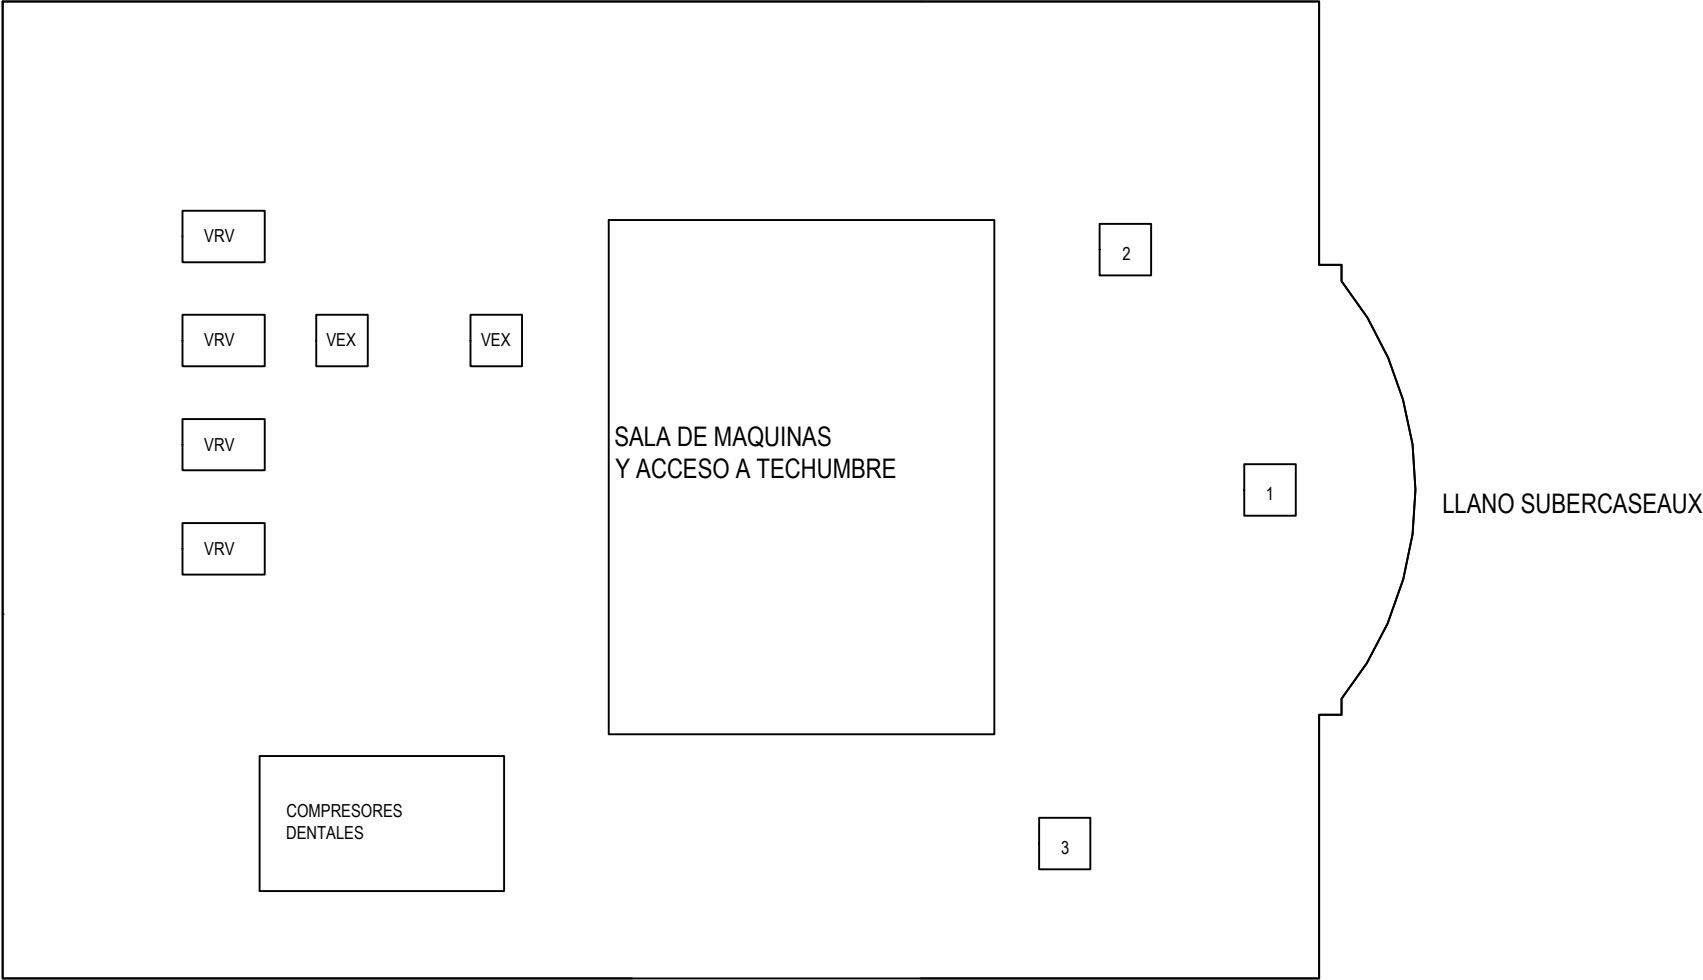 VRV
2
VRV
VEX
VEX
SALA DE MAQUINAS
Y ACCESO A TECHUMBRE
VRV
1
LLANO SUBERCASEAUX
VRV
COMPRESORES
DENTALES
3